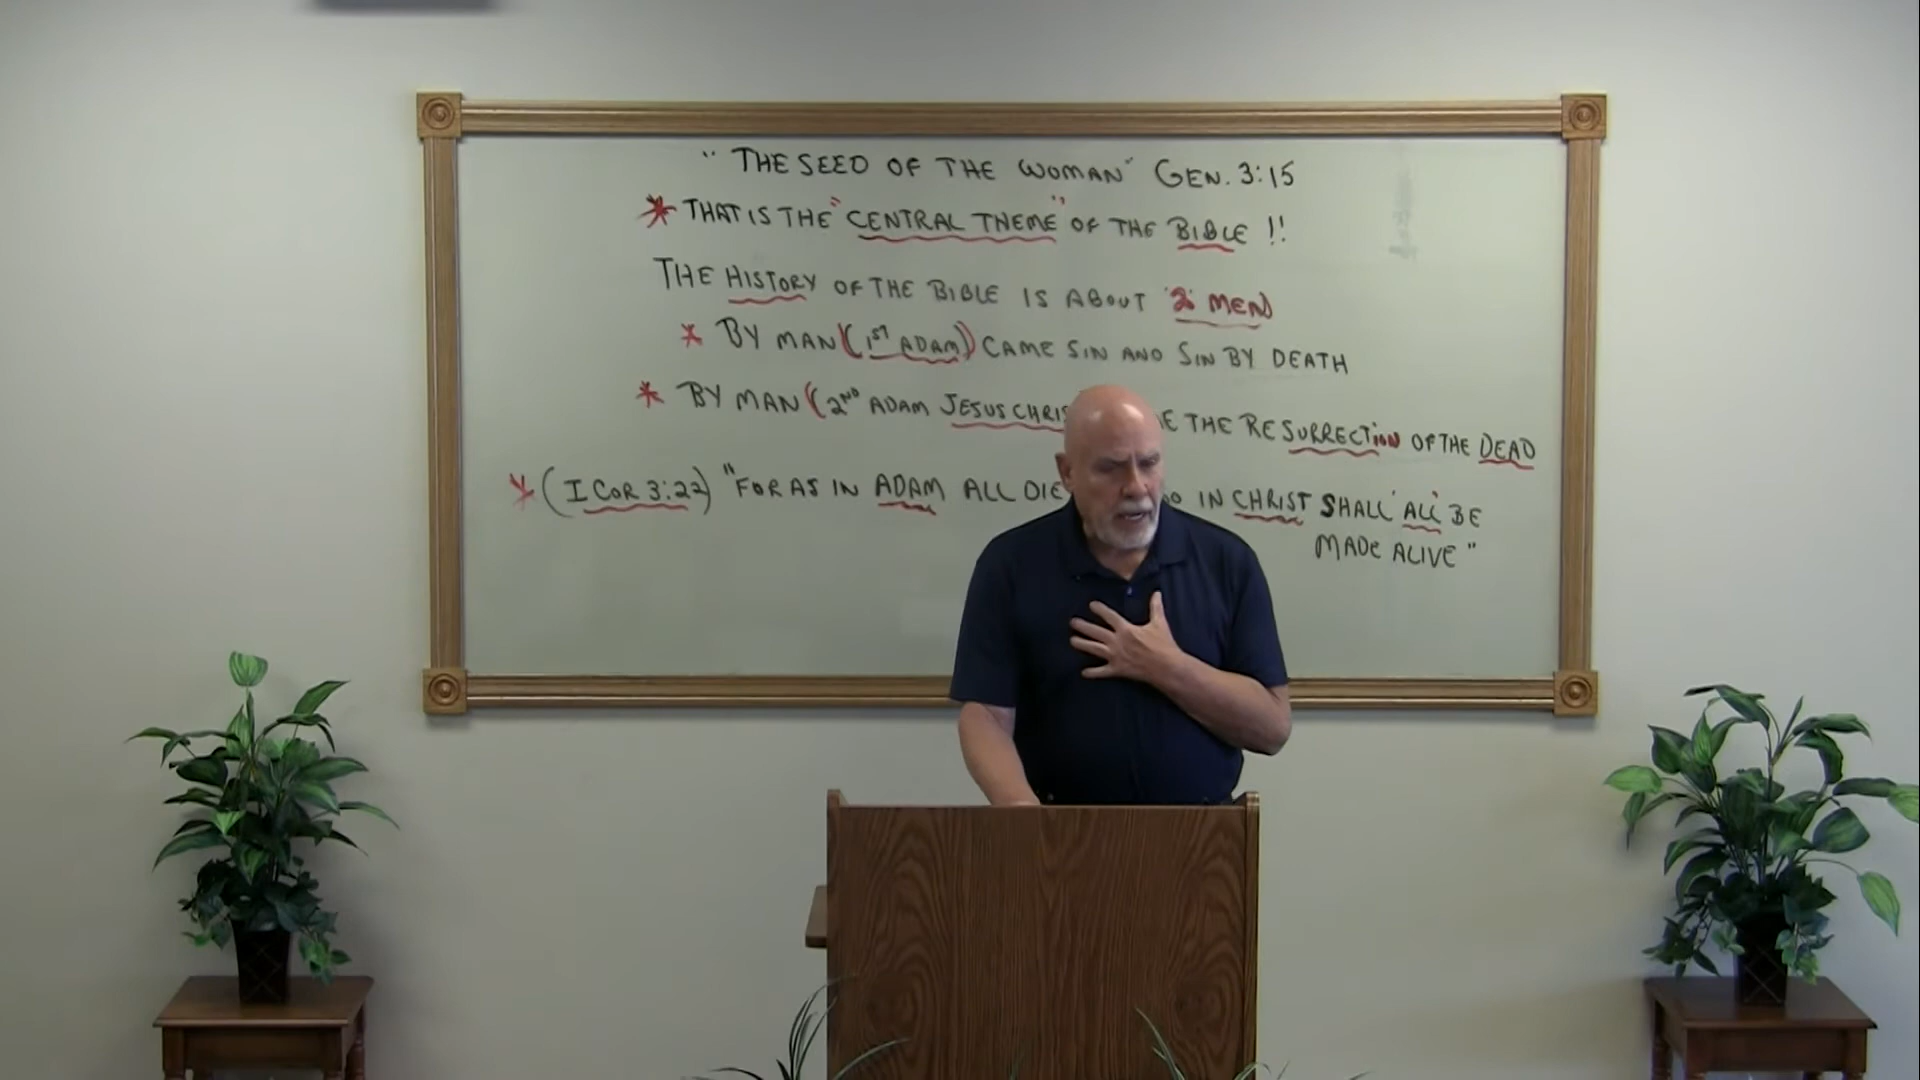 " THE SEED OF THE WOMAN" GEN. 3:15
* THAT IS THE "CENTRAL THEME" OF THE BIBLE !!
THE HISTORY OF THE BIBLE IS ABOUT "2" MEN
* BY MAN (1ST ADAM) CAME SIN AND SIN BY DEATH
* BY MAN (2ND ADAM JESUS CHRIS E THE RESURRECTION OF THE DEAD
* (I COR 3:22) "FOR AS IN ADAM ALL DIE O IN CHRIST SHALL "ALL" BE
MADE ALIVE"